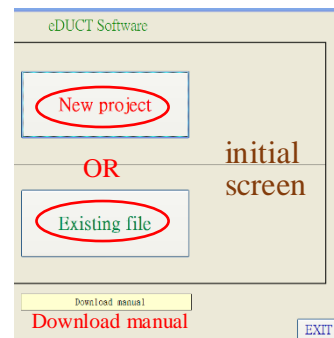 eDUCT Software
New project
OR
initial
screen
Existing file
Download manual
Download manual
EXIT